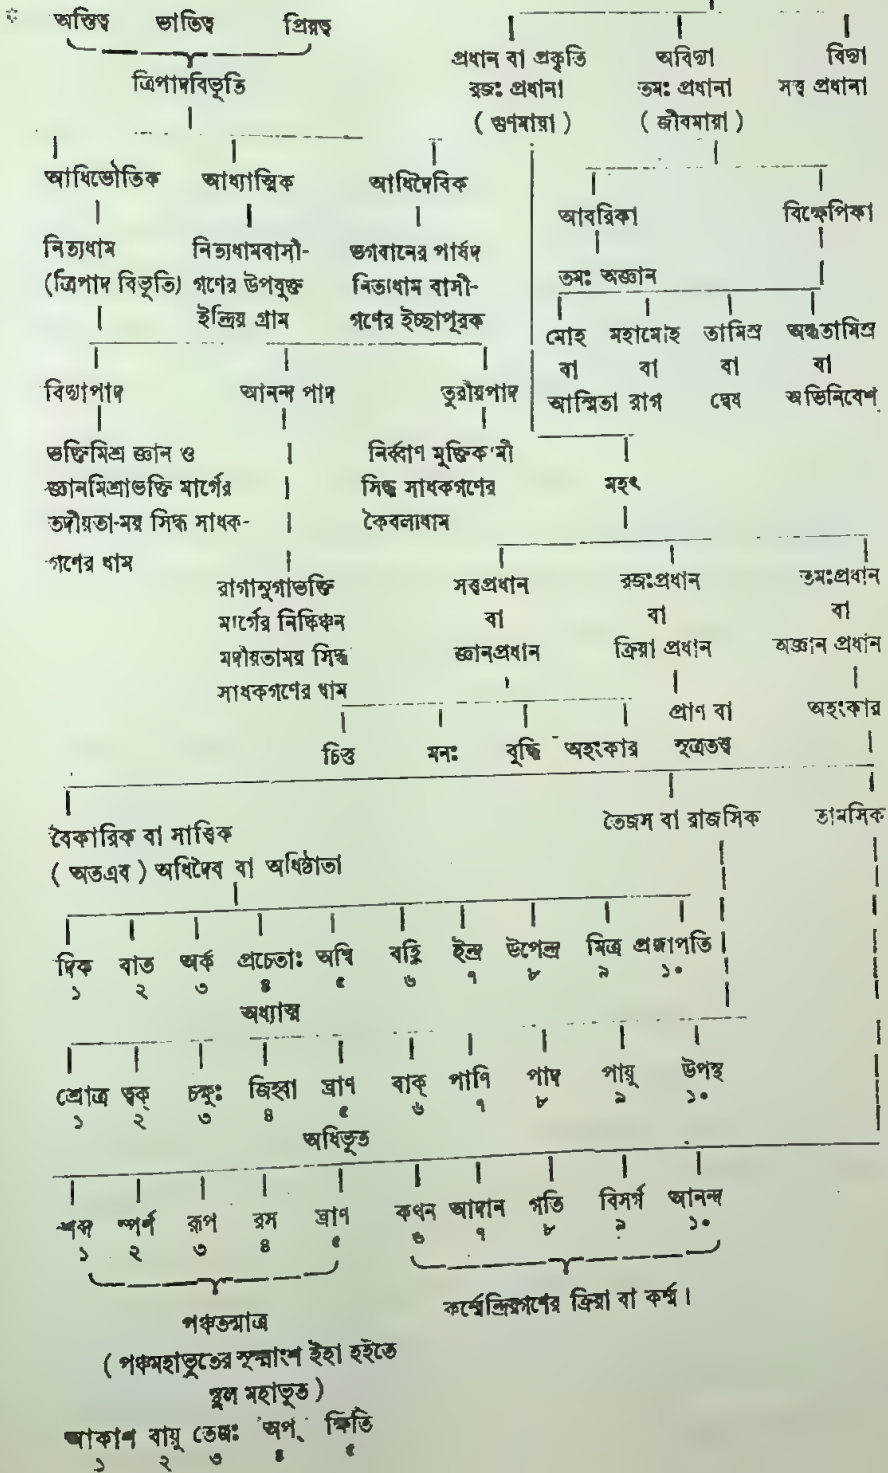 অস্তিত্ব ভাতিত্ব প্রিয়ত্ব
ত্রিপাদবিভূতি
প্রধান বা প্রকৃতি অবিদ্যা বিদ্যা
রজঃ প্রধানা তমঃ প্রধানা সত্ত্ব প্রধানা
( গুণমায়া ) ( জীবমায়া )
আধিভৌতিক আধ্যাত্মিক আধিদৈবিক
আবরিকা বিক্ষেপিকা
নিত্যধাম নিত্যধামবাসী- ভগবানের পার্ষদ
(ত্রিপাদ বিভূতি) গণের উপযুক্ত নিত্যধাম বাসী-
ইন্দ্রিয় গ্রাম গণের ইচ্ছাপূরক
তমঃ অজ্ঞান
মোহ মহামোহ তামিস্র অন্ধতামিস্র
বা বা বা বা
আস্মিতা রাগ দ্বেষ অভিনিবেশ
বিদ্যাপাদ আনন্দ পাদ তুরীয়পাদ
ভক্তিমিশ্র জ্ঞান ও
জ্ঞানমিশ্রাভক্তি মার্গের
তদীয়তা-ময় সিদ্ধ সাধক-
গণের ধাম
নির্ব্বাণ মুক্তিকামী
সিদ্ধ সাধকগণের
কৈবল্যধাম
মহৎ
রাগানুগাভক্তি
মার্গের নিষ্কিঞ্চন
মদীয়তাময় সিদ্ধ
সাধকগণের ধাম
সত্ত্বপ্রধান রজঃপ্রধান তমঃপ্রধান
বা বা বা
জ্ঞানপ্রধান ক্রিয়া প্রধান অজ্ঞান প্রধান
প্রাণ বা অহংকার
চিত্ত মনঃ বুদ্ধি অহংকার সূত্রতত্ত্ব
বৈকারিক বা সাত্ত্বিক তৈজস বা রাজসিক তামসিক
( অতএব ) অধিদৈব বা অধিষ্ঠাতা
দিক বাত অর্ক প্রচেতাঃ অশ্বি বহ্নি ইন্দ্র উপেন্দ্র মিত্র প্রজাপতি
১ ২ ৩ ৪ ৫ ৬ ৭ ৮ ৯ ১০
অধ্যাত্ম
শ্রোত্র ত্বক্ চক্ষুঃ জিহ্বা ঘ্রাণ বাক্ পাণি পাদ পায়ু উপস্থ
১ ২ ৩ ৪ ৫ ৬ ৭ ৮ ৯ ১০
অধিভূত
শব্দ স্পর্শ রূপ রস ঘ্রাণ কথন আদান গতি বিসর্গ আনন্দ
১ ২ ৩ ৪ ৫ ৬ ৭ ৮ ৯ ১০
পঞ্চতন্মাত্র
কর্ম্মেন্দ্রিয়গণের ক্রিয়া বা কর্ম্ম।
( পঞ্চমহাভূতের সূক্ষ্মাংশ ইহা হইতে
স্থূল মহাভূত )
আকাশ বায়ু তেজঃ অপ্ ক্ষিতি
১ ২ ৩ ৪ ৫